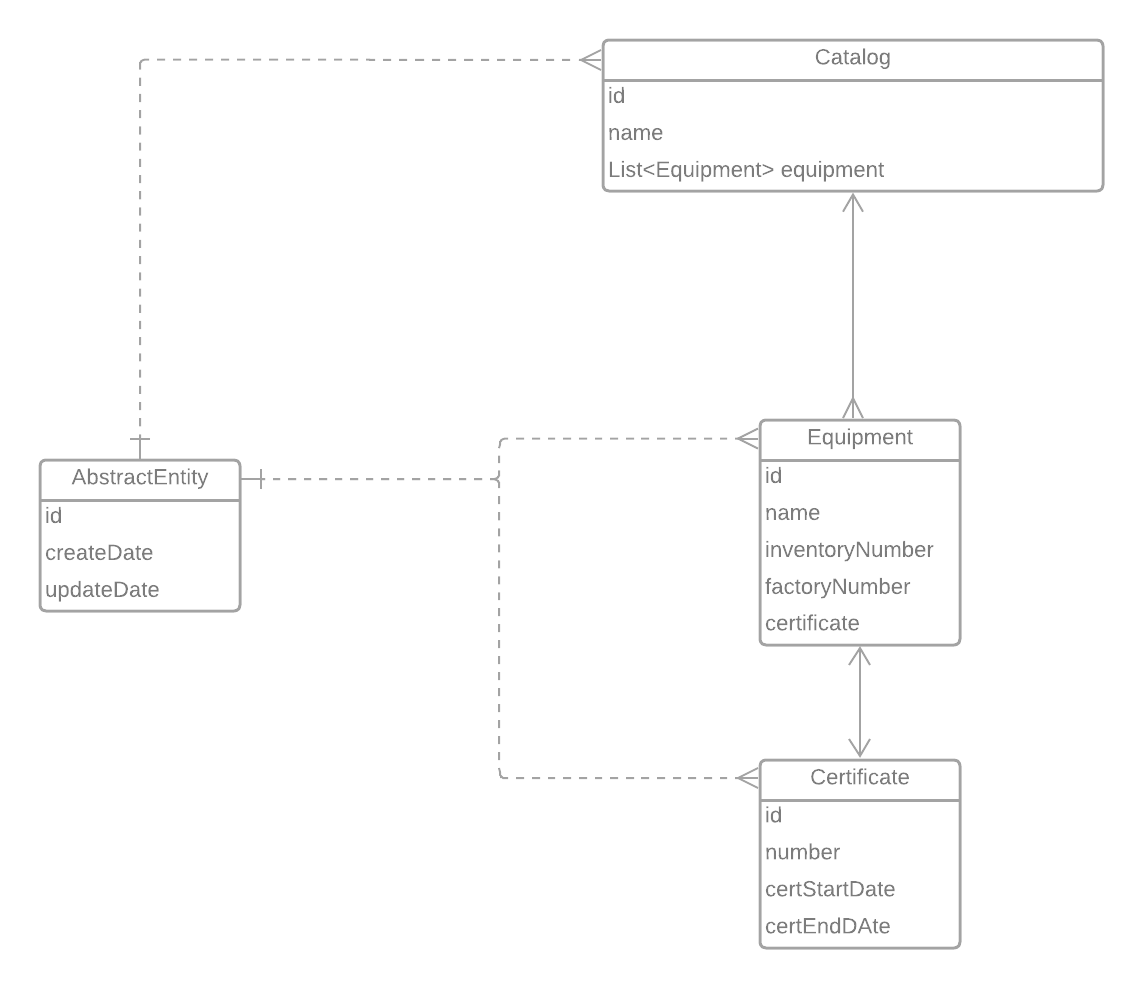 Catalog
id
name
List<Equipment> equipment
AbstractEntity
id
createDate
updateDate
Equipment
id
name
inventoryNumber
factoryNumber
certificate
Certificate
id
number
certStartDate
certEndDAte